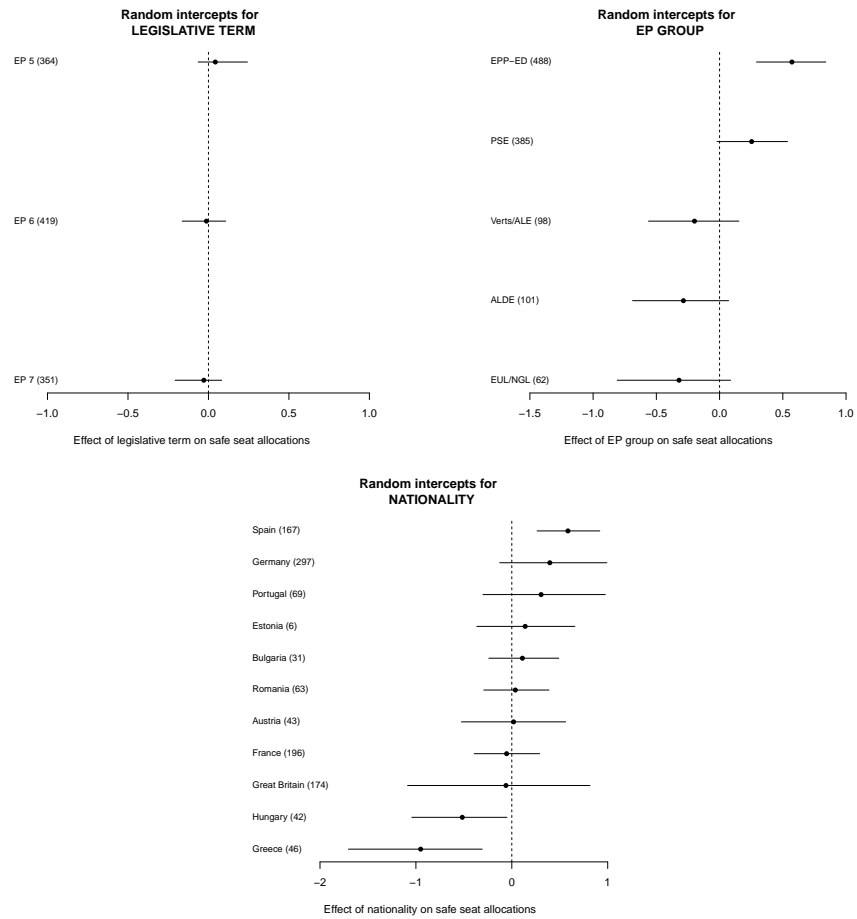 Random intercepts for
LEGISLATIVE TERM
EP 5 (364)
EP 6 (419)
EP 7 (351)
−1.0 −0.5 0.0 0.5 1.0
Effect of legislative term on safe seat allocations
Random intercepts for
EP GROUP
EPP−ED (488)
PSE (385)
Verts/ALE (98)
ALDE (101)
EUL/NGL (62)
−1.5 −1.0 −0.5 0.0 0.5 1.0
Effect of EP group on safe seat allocations
Random intercepts for
NATIONALITY
Spain (167)
Germany (297)
Portugal (69)
Estonia (6)
Bulgaria (31)
Romania (63)
Austria (43)
France (196)
Great Britain (174)
Hungary (42)
Greece (46)
−2 −1 0 1
Effect of nationality on safe seat allocations